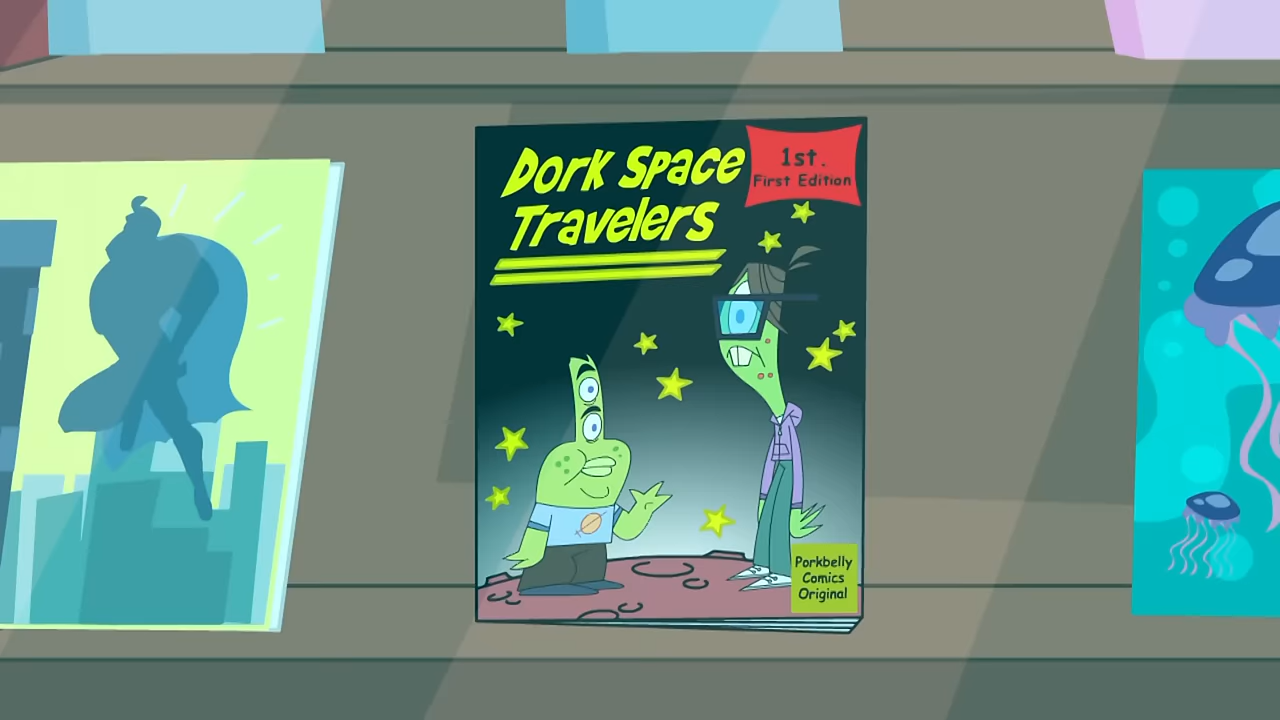 Dork Space
Travelers
1st.
First Edition
Porkbelly
Comics
Original